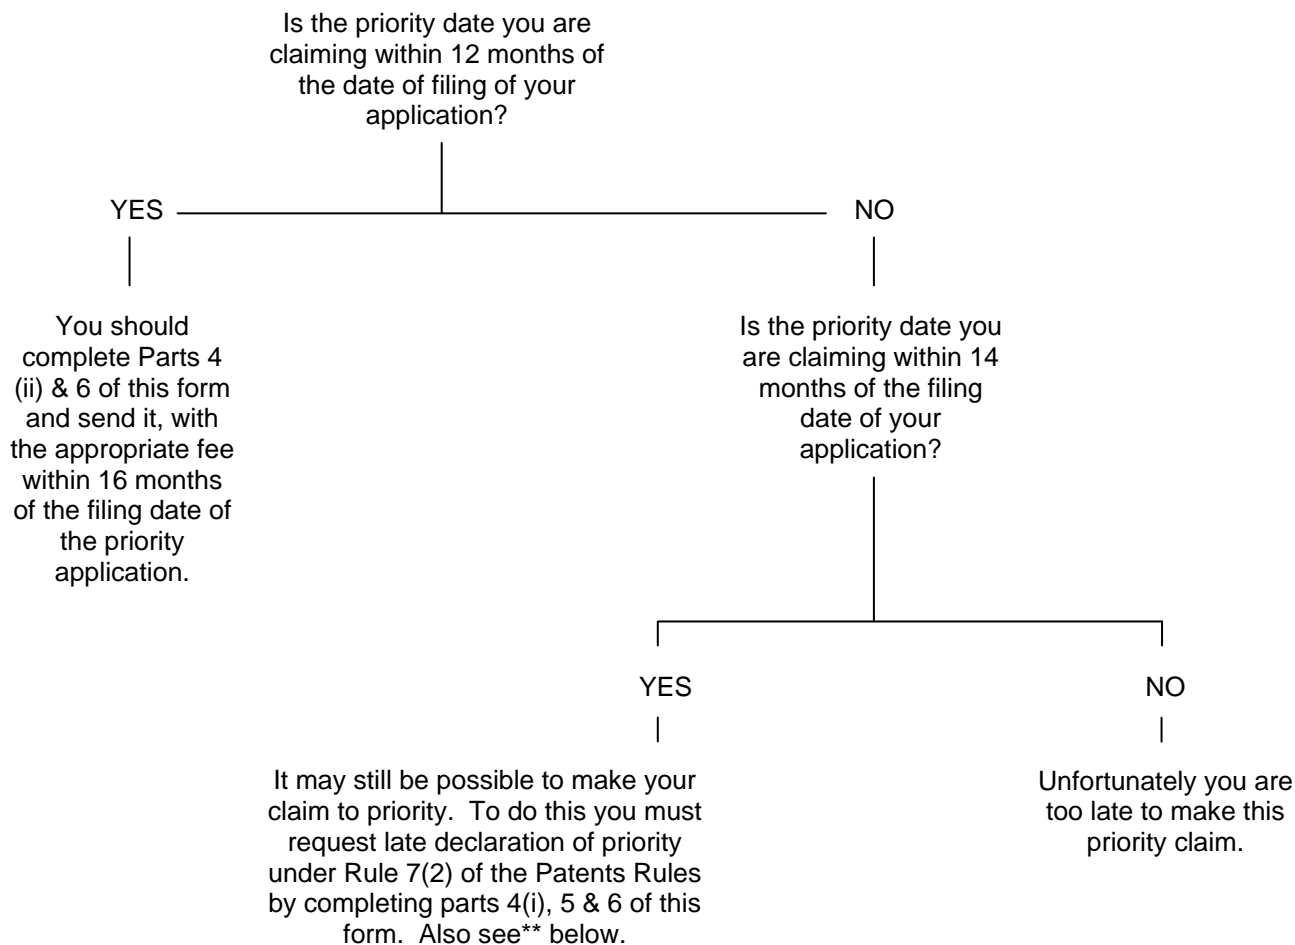 Is the priority date you are
claiming within 12 months of
the date of filing of your
application?
YES
NO
You should
complete Parts 4
(ii) & 6 of this form
and send it, with
the appropriate fee
within 16 months
of the filing date of
the priority
application.
Is the priority date you
are claiming within 14
months of the filing
date of your
application?
YES
NO
It may still be possible to make your
claim to priority. To do this you must
request late declaration of priority
under Rule 7(2) of the Patents Rules
by completing parts 4(i), 5 & 6 of this
form. Also see** below.
Unfortunately you are
too late to make this
priority claim.